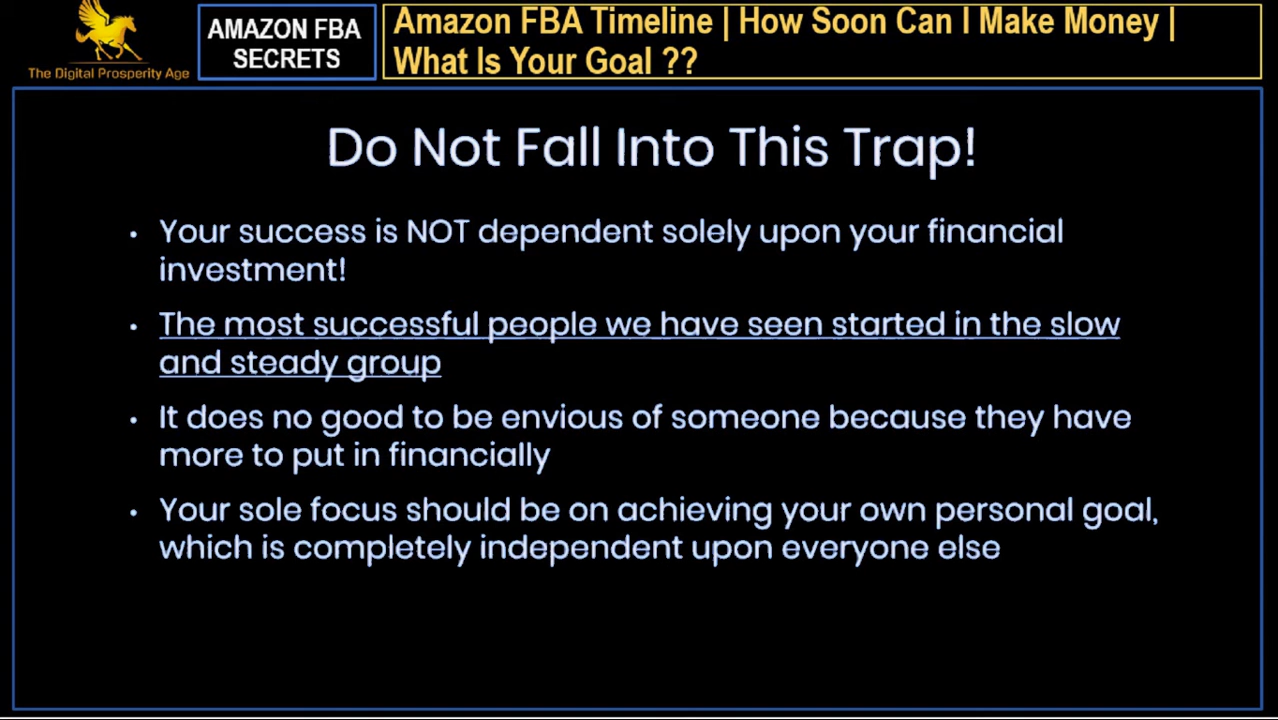 The Digital Prosperity Age
AMAZON FBA
SECRETS
Amazon FBA Timeline | How Soon Can I Make Money |
What Is Your Goal ??
Do Not Fall Into This Trap!
• Your success is NOT dependent solely upon your financial
investment!
• The most successful people we have seen started in the slow
and steady group
• It does no good to be envious of someone because they have
more to put in financially
• Your sole focus should be on achieving your own personal goal,
which is completely independent upon everyone else